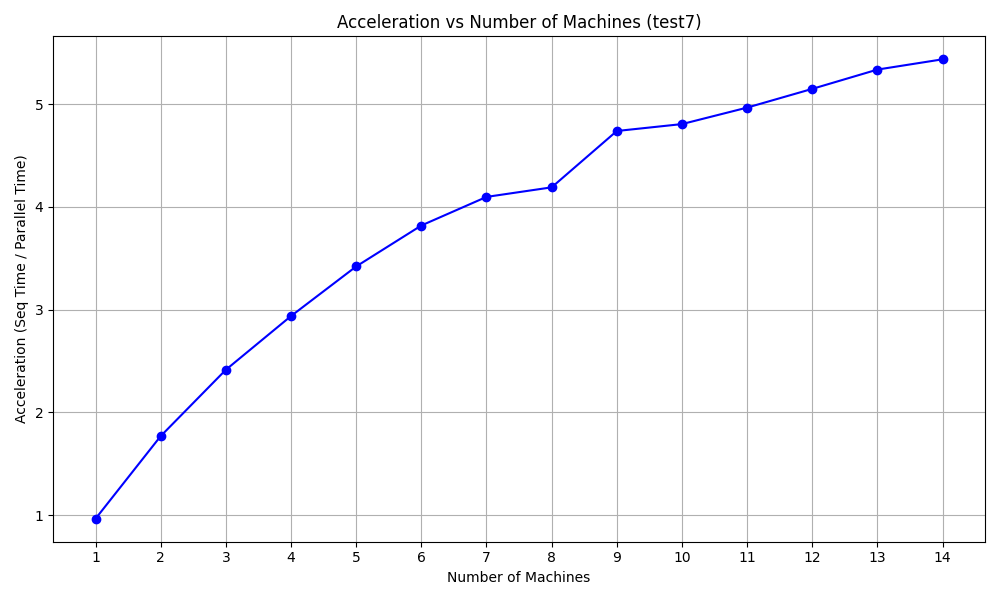 Acceleration vs Number of Machines (test7)
Acceleration (Seq Time / Parallel Time)
5
4
3
2
1
1 2 3 4 5 6 7 8 9 10 11 12 13 14
Number of Machines